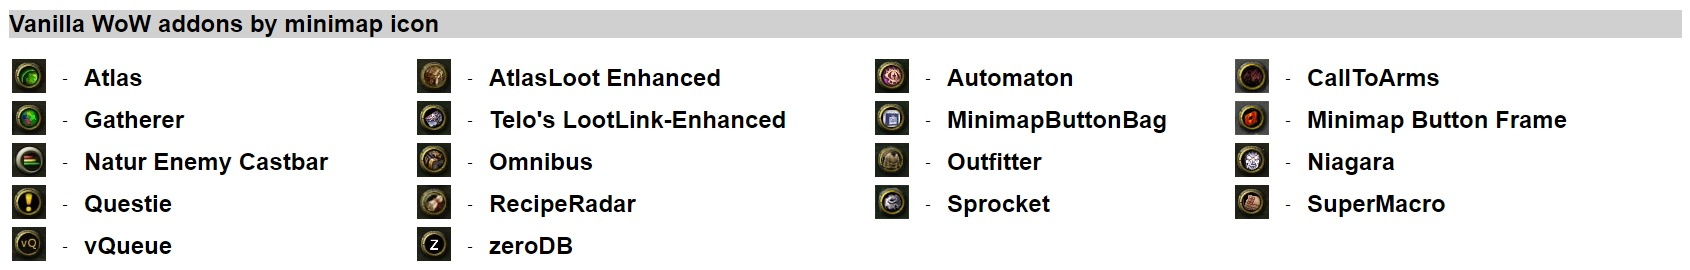 Vanilla WoW addons by minimap icon
- Atlas - AtlasLoot Enhanced - Automaton - CallToArms
- Gatherer - Telo's LootLink-Enhanced - MinimapButtonBag - Minimap Button Frame
- Natur Enemy Castbar - Omnibus - Outfitter - Niagara
- Questie - RecipeRadar - Sprocket - SuperMacro
vQ - vQueue Z - zeroDB